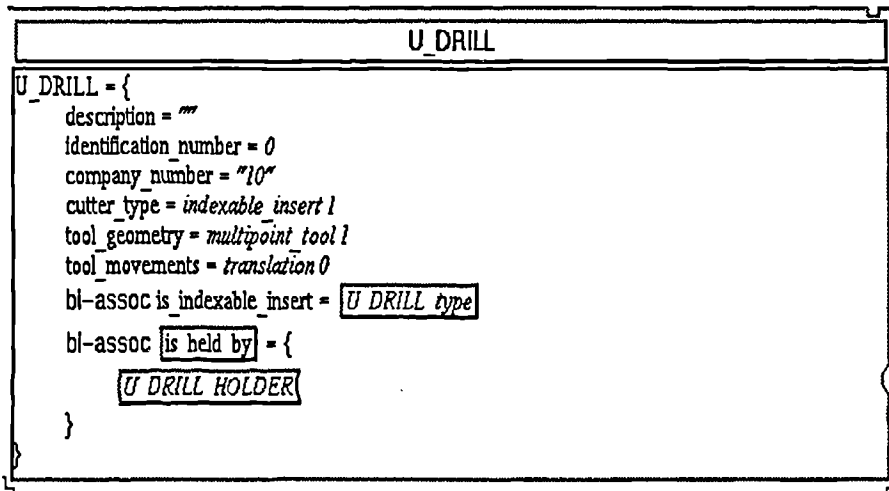 U_DRILL
U_DRILL = {
description = ""
identification_number = 0
company_number = "10"
cutter_type = indexable_insert 1
tool_geometry = multipoint_tool 1
tool_movements = translation 0
bi-assoc is_indexable_insert = U DRILL type
bi-assoc is held by = {
U DRILL HOLDER
}
}